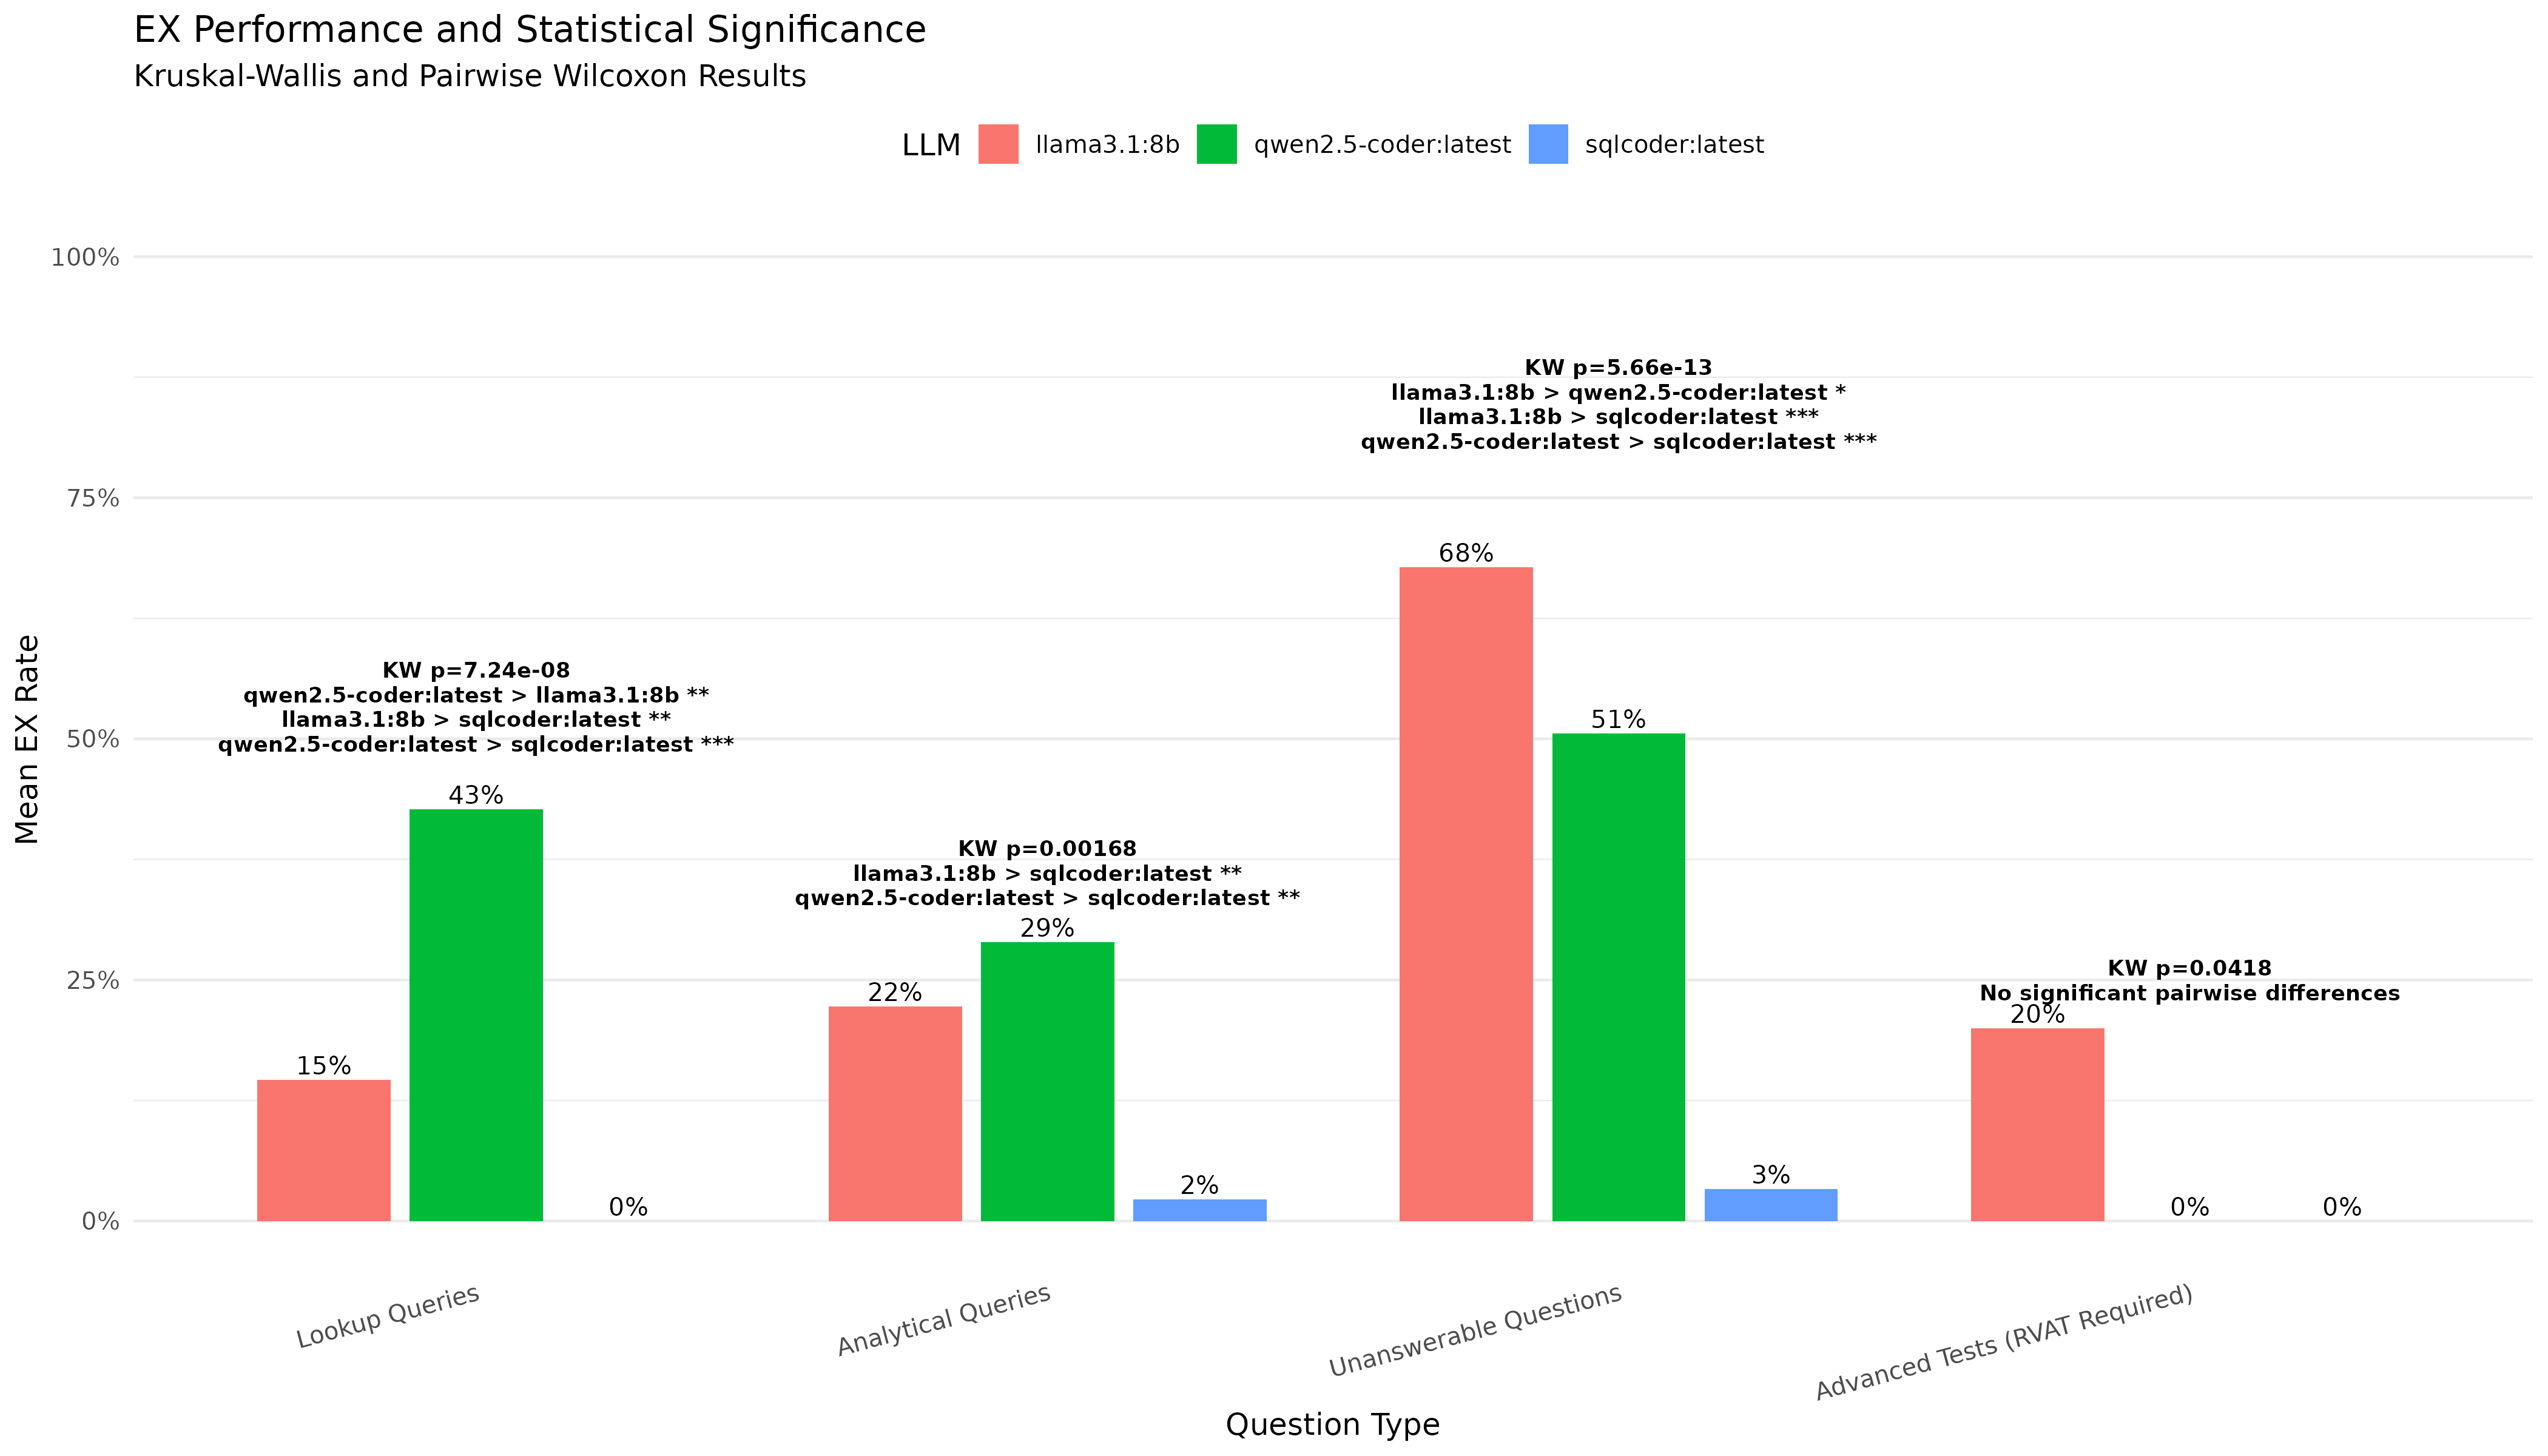 EX Performance and Statistical Significance
Kruskal-Wallis and Pairwise Wilcoxon Results
LLM llama3.1:8b qwen2.5-coder:latest sqlcoder:latest
100%
75%
50%
25%
0%
Mean EX Rate
KW p=7.24e-08
qwen2.5-coder:latest > llama3.1:8b **
llama3.1:8b > sqlcoder:latest **
qwen2.5-coder:latest > sqlcoder:latest ***
15%
43%
0%
KW p=0.00168
llama3.1:8b > sqlcoder:latest **
qwen2.5-coder:latest > sqlcoder:latest **
22%
29%
2%
KW p=5.66e-13
llama3.1:8b > qwen2.5-coder:latest *
llama3.1:8b > sqlcoder:latest ***
qwen2.5-coder:latest > sqlcoder:latest ***
68%
51%
3%
KW p=0.0418
No significant pairwise differences
20%
0%
0%
Lookup Queries
Analytical Queries
Unanswerable Questions
Advanced Tests (RVAT Required)
Question Type